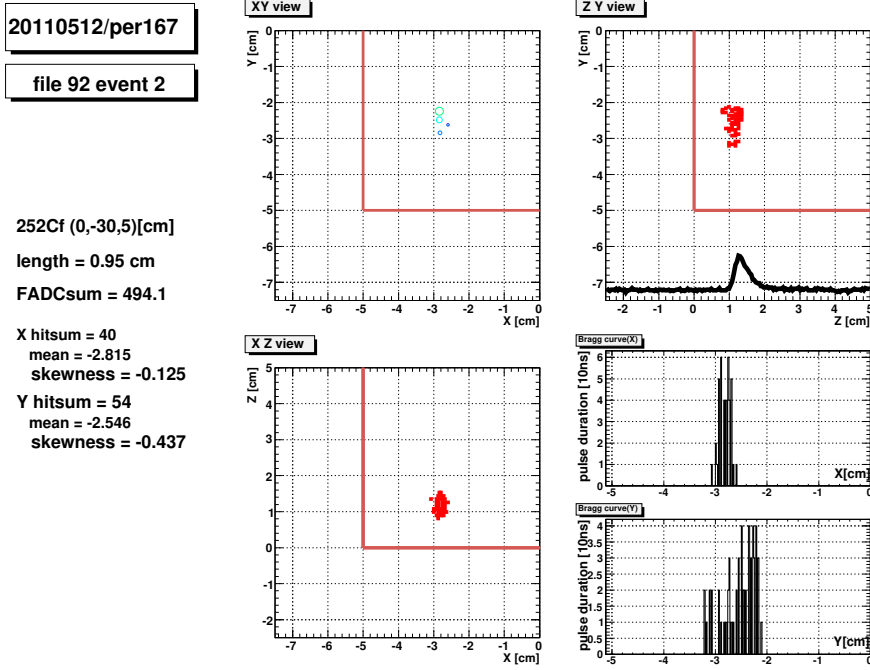 20110512/per167
file 92 event 2
252Cf (0,-30,5)[cm]
length = 0.95 cm
FADCsum = 494.1
X hitsum = 40
mean = -2.815
skewness = -0.125
Y hitsum = 54
mean = -2.546
skewness = -0.437
XY view
Y [cm]
0
-1
-2
-3
-4
-5
-6
-7
-7 -6 -5 -4 -3 -2 -1 0
X [cm]
Z Y view
Y [cm]
0
-1
-2
-3
-4
-5
-6
-7
-2 -1 0 1 2 3 4 5
Z [cm]
X Z view
Z [cm]
5
4
3
2
1
0
-1
-2
-7 -6 -5 -4 -3 -2 -1 0
X [cm]
Bragg curve(X)
pulse duration [10ns]
6
5
4
3
2
1
0
-5 -4 -3 -2 -1 0
X[cm]
Bragg curve(Y)
pulse duration [10ns]
4
3.5
3
2.5
2
1.5
1
0.5
0
-5 -4 -3 -2 -1 0
Y[cm]